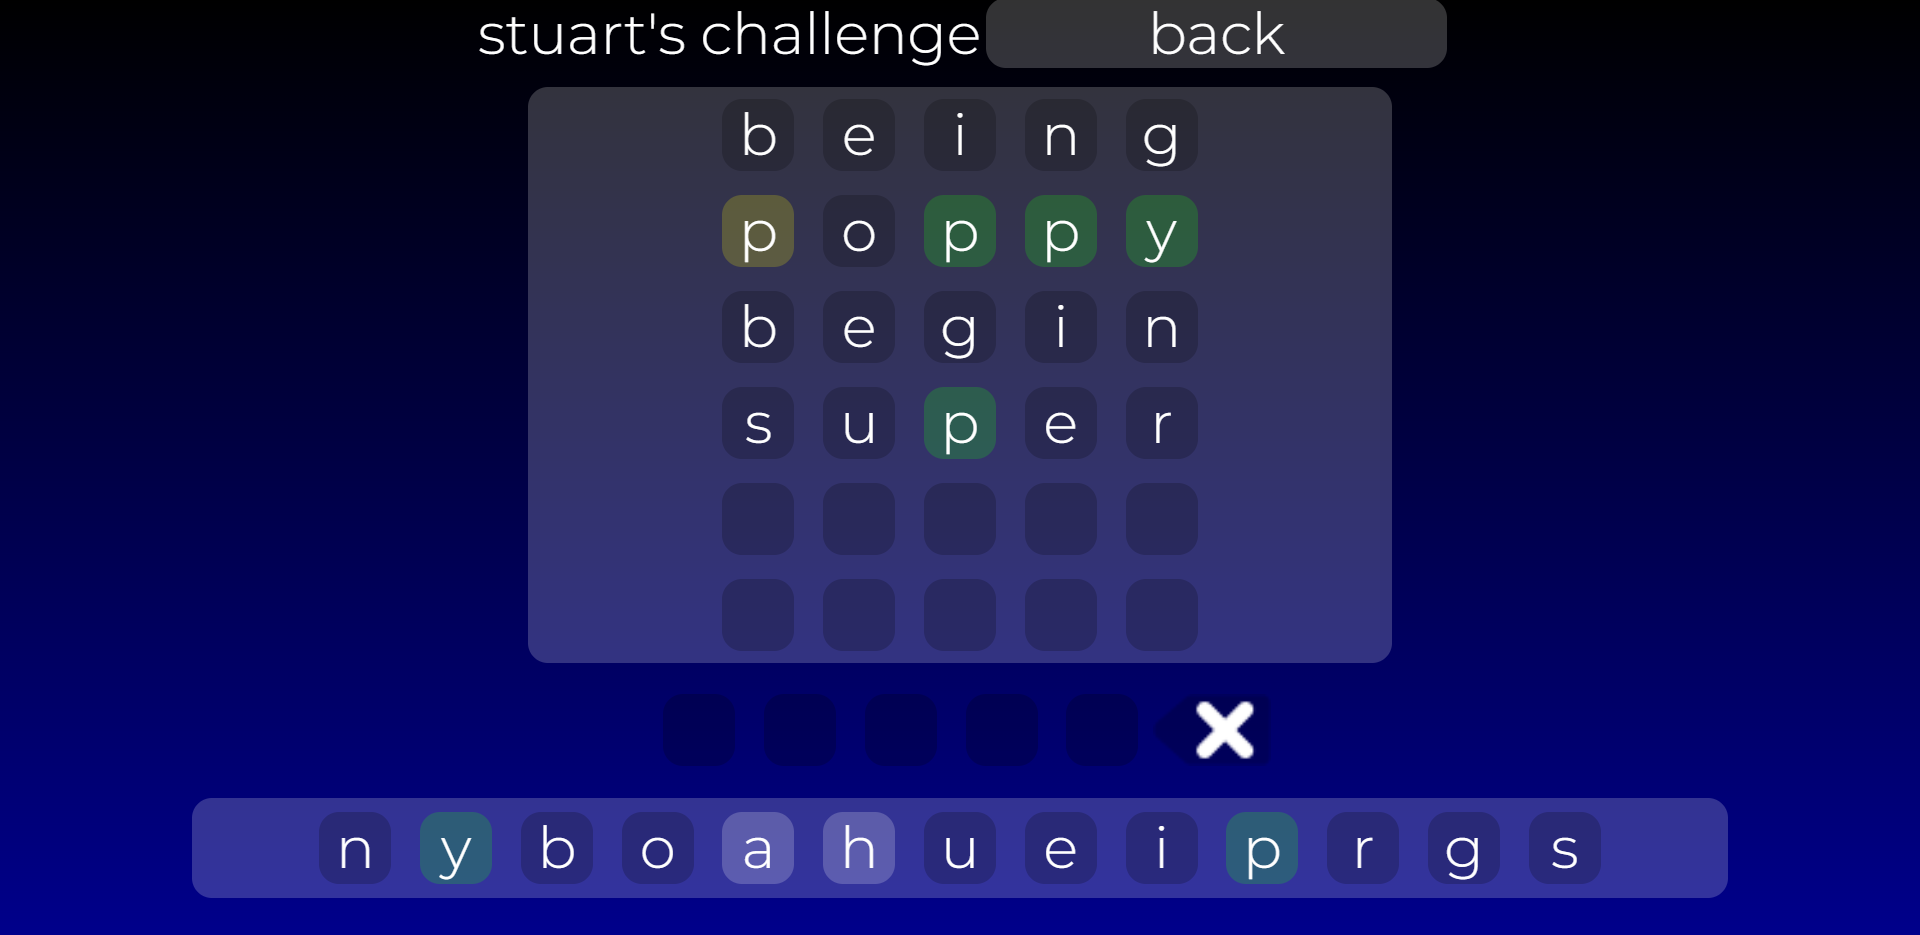 stuart's challenge back
b e i n g
p o p p y
b e g i n
s u p e r
n y b o a h u e i p r g s